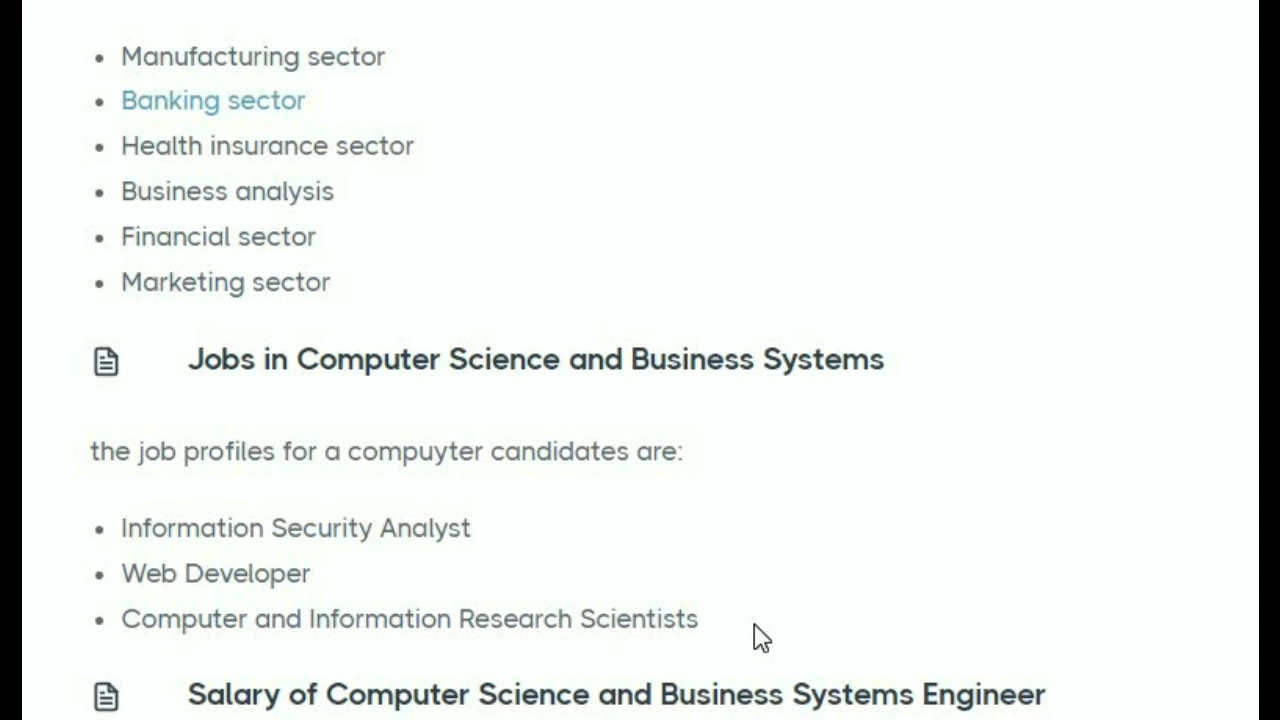 Manufacturing sector
Banking sector
Health insurance sector
Business analysis
Financial sector
Marketing sector
Jobs in Computer Science and Business Systems
the job profiles for a compuyter candidates are:
Information Security Analyst
Web Developer
Computer and Information Research Scientists
Salary of Computer Science and Business Systems Engineer